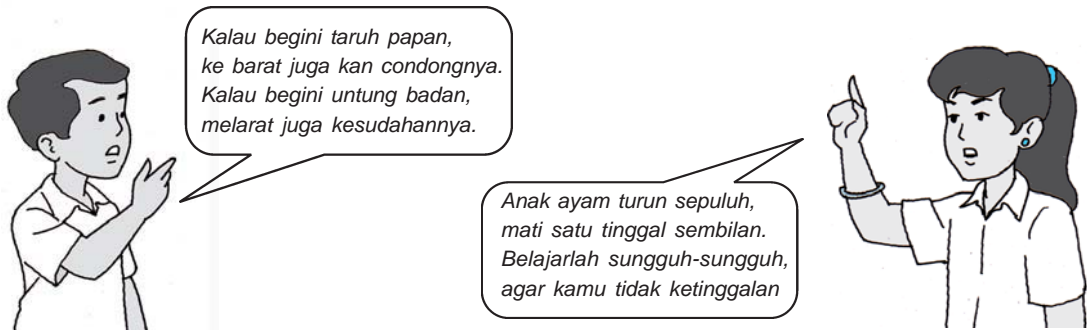 Kalau begini taruh papan,
ke barat juga kan condongnya.
Kalau begini untung badan,
melarat juga kesudahannya.
Anak ayam turun sepuluh,
mati satu tinggal sembilan.
Belajarlah sungguh-sungguh,
agar kamu tidak ketinggalan